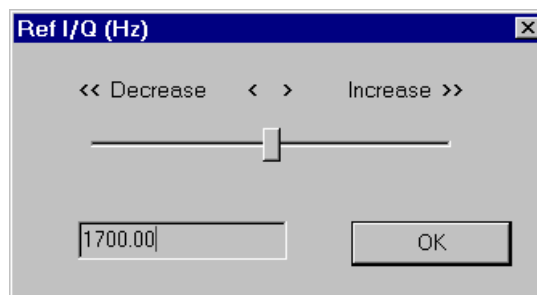 Ref I/Q (Hz)
<< Decrease < > Increase >>
1700.00
OK